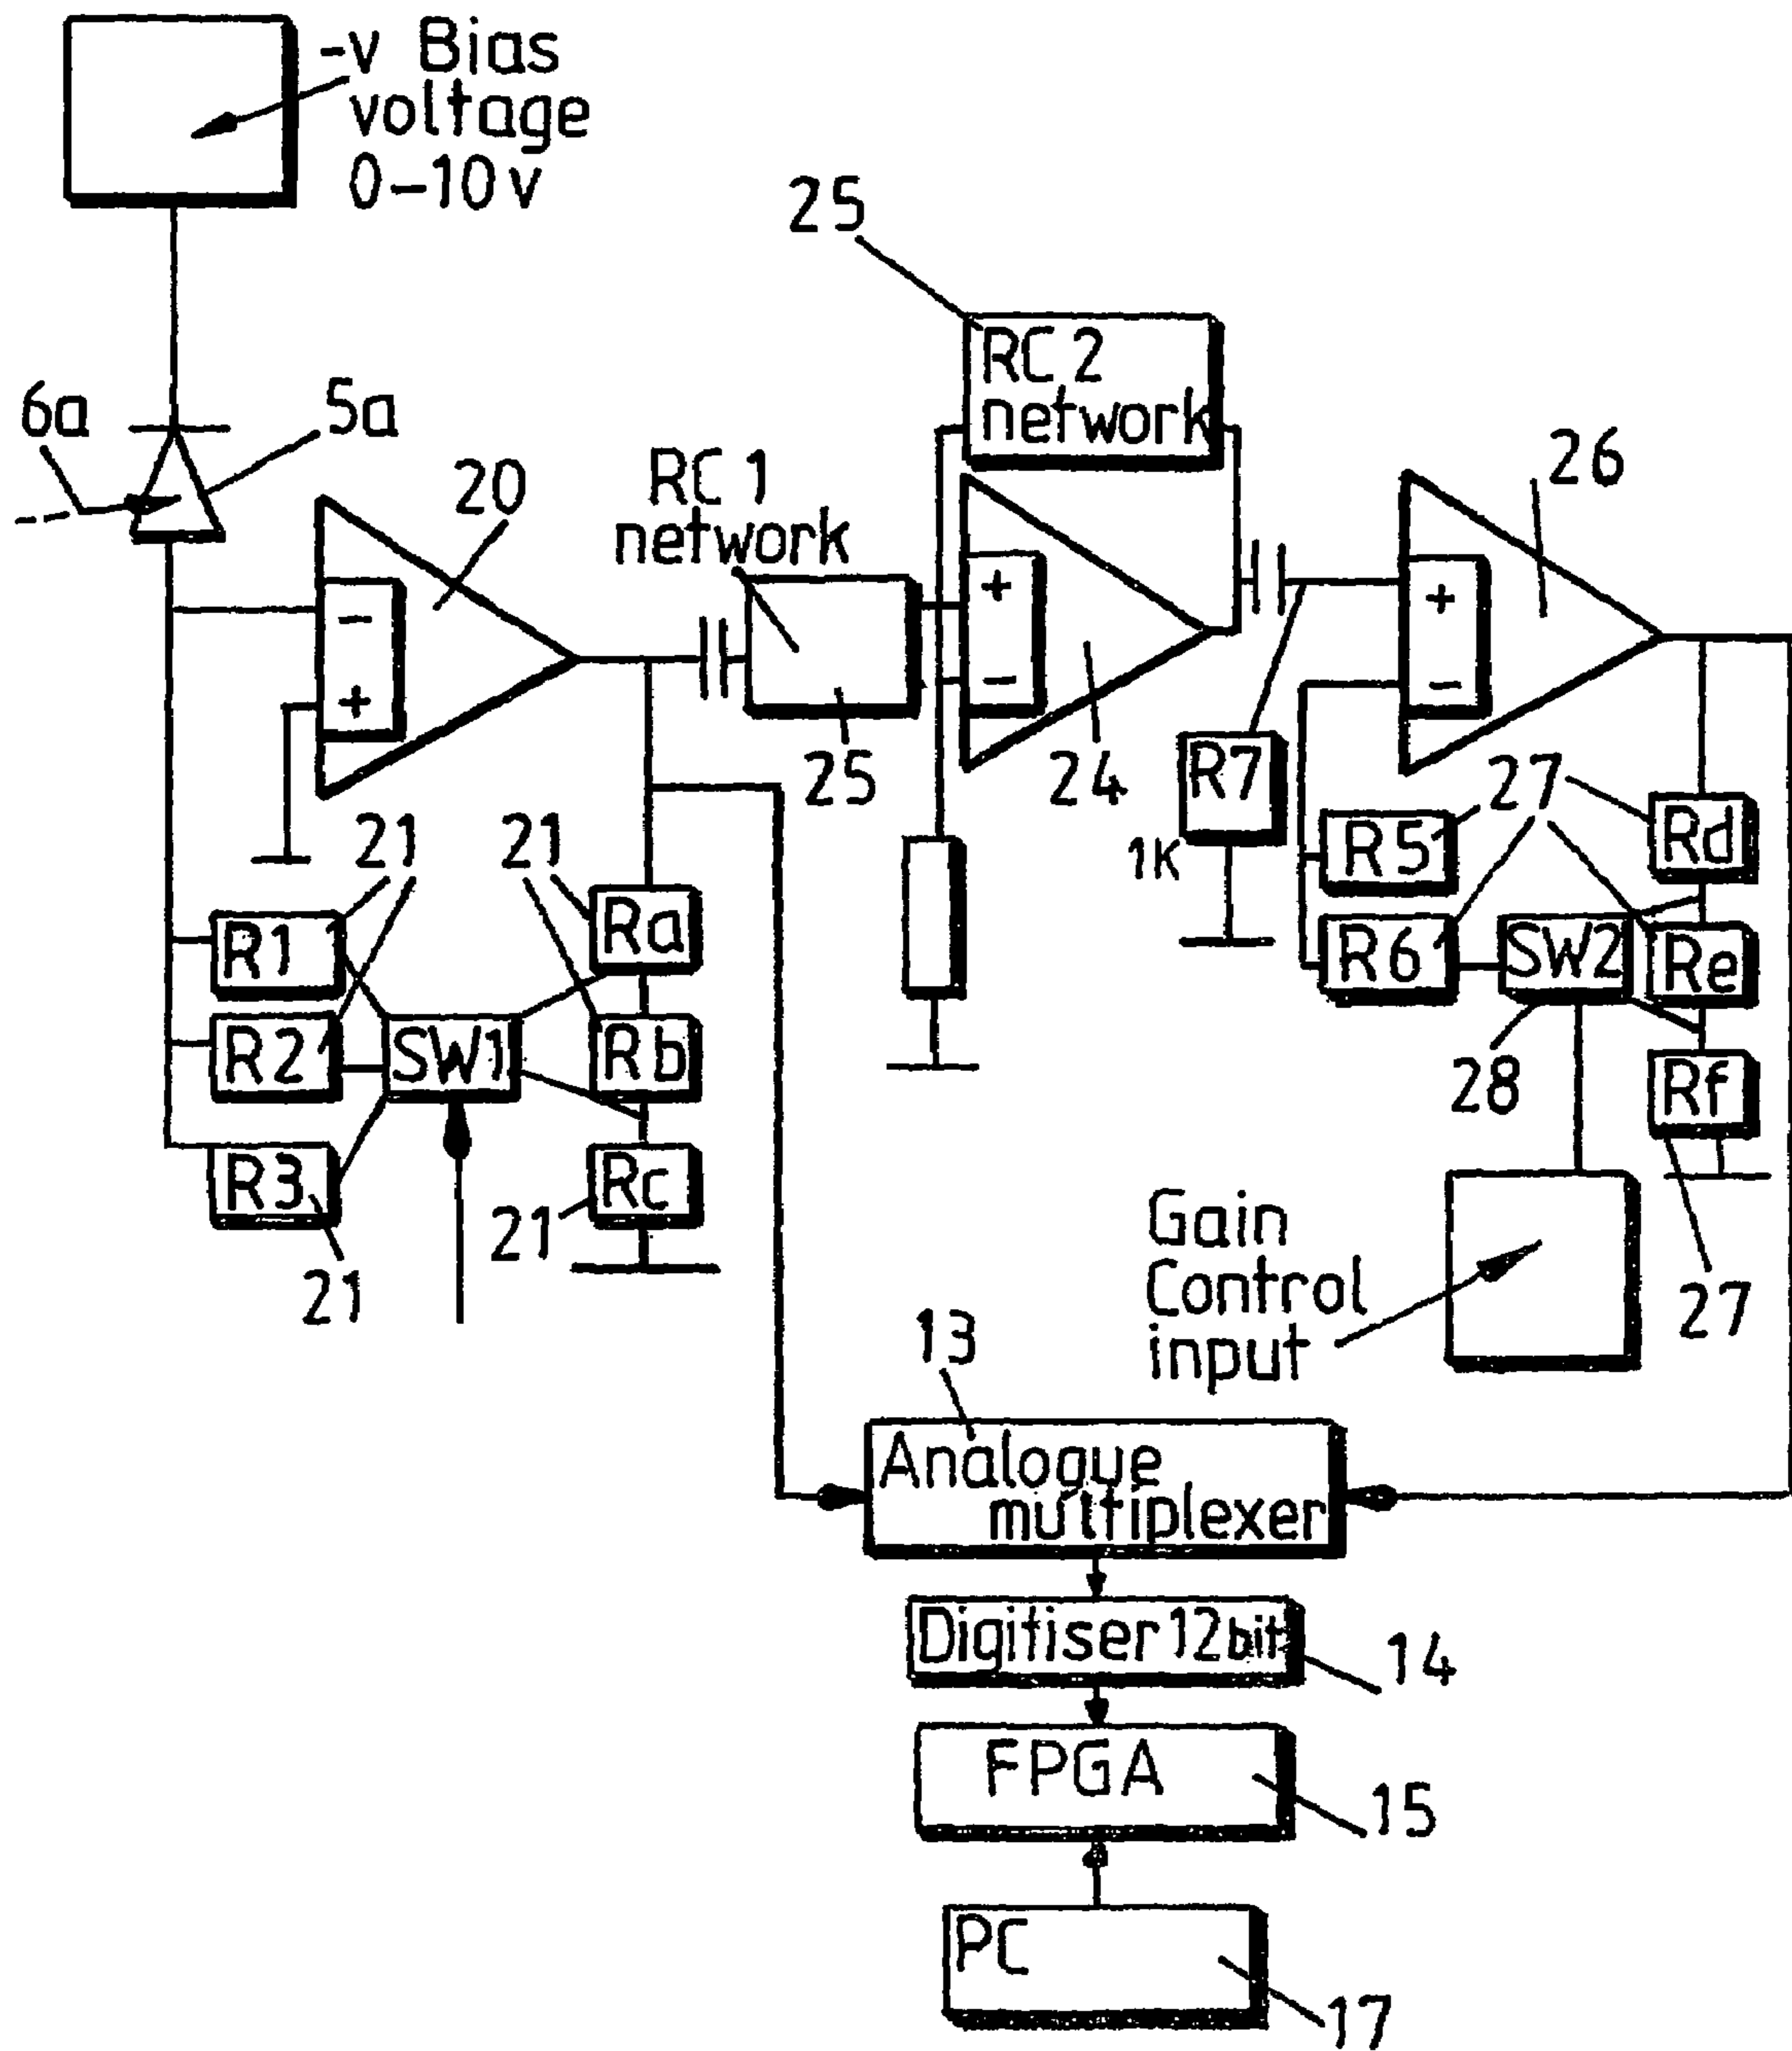 -v Bias
voltage
0-10v
25
6a
5a
20
RC 1
network
RC 2
network
26
-
+
+
-
+
-
25
24
R7
1K
27
R5
Rd
R6
SW2
Re
28
Rf
27
21
21
R1
Ra
R2
SW1
Rb
R3
Rc
21
21
Gain
Control
input
13
Analogue
multiplexer
Digitiser 12bit
14
FPGA
15
PC
17